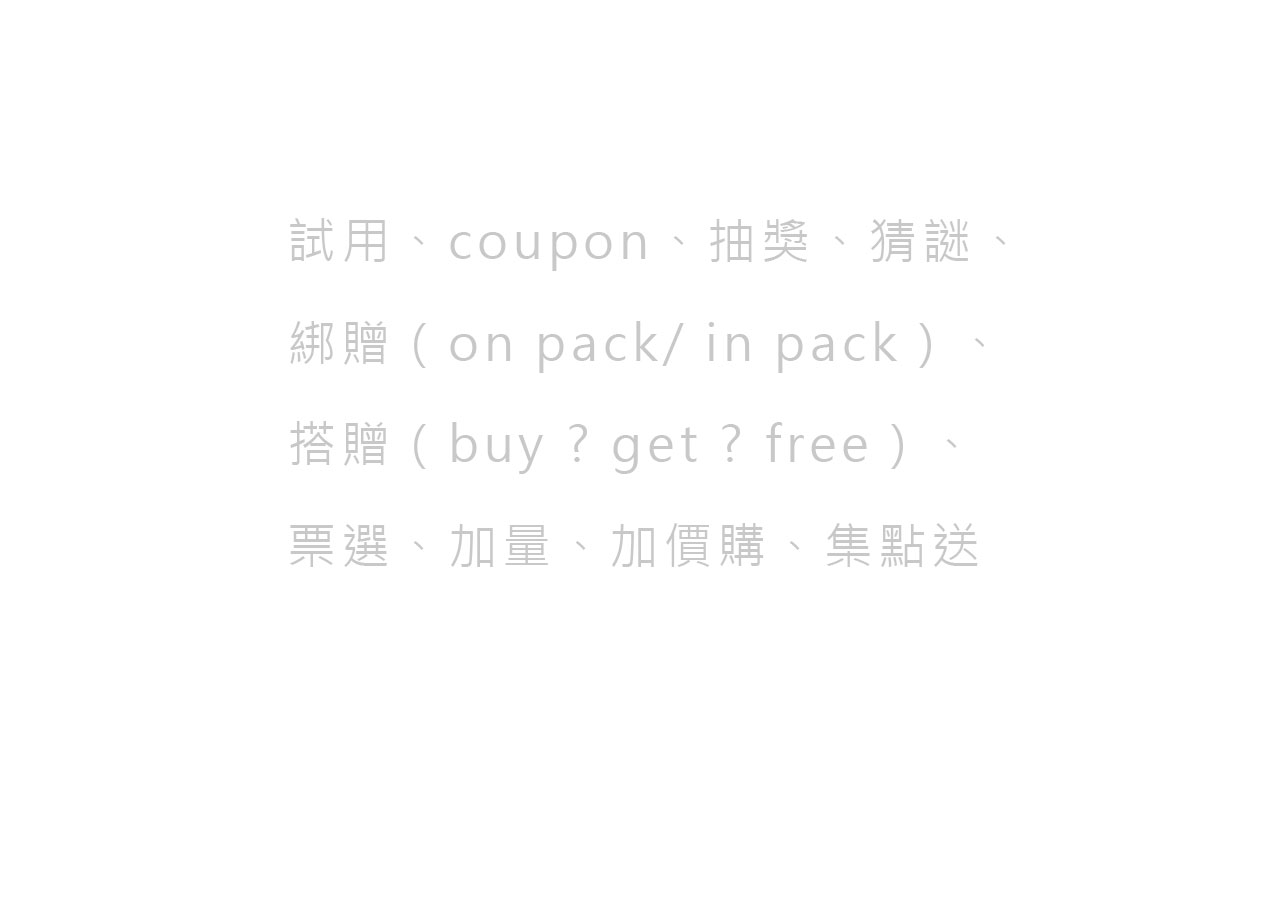 試用、coupon、抽獎、猜謎、
綁贈（on pack/ in pack）、
搭贈（buy ? get ? free）、
票選、加量、加價購、集點送